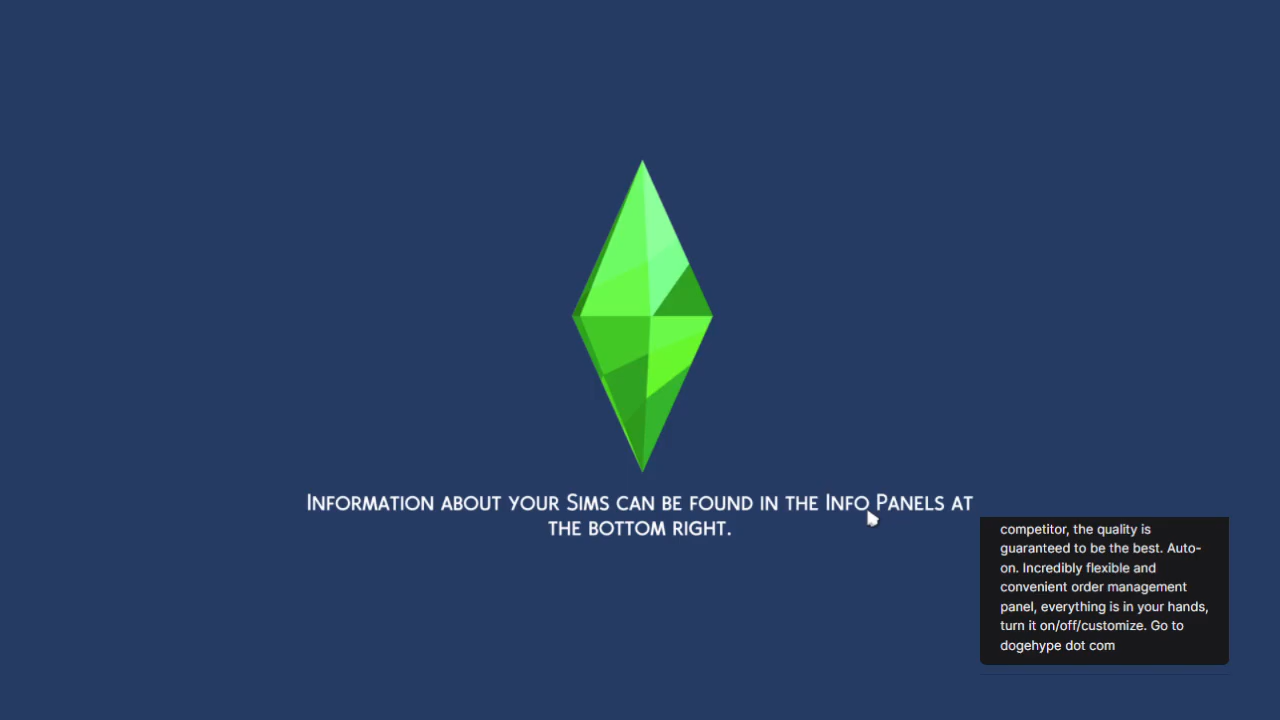 Information about your Sims can be found in the Info Panels at
the bottom right.
competitor, the quality is
guaranteed to be the best. Auto-
on. Incredibly flexible and
convenient order management
panel, everything is in your hands,
turn it on/off/customize. Go to
dogehype dot com